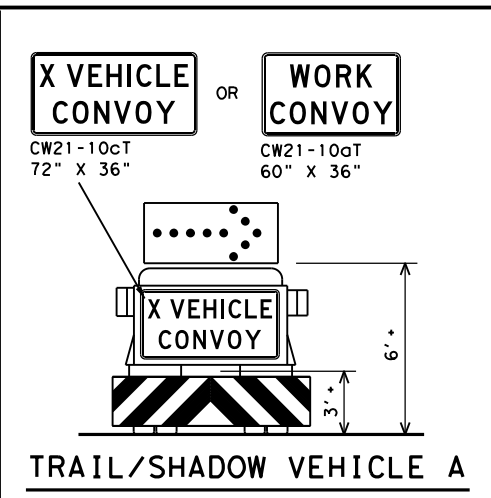 X VEHICLE
CONVOY
OR
WORK
CONVOY
CW21-10cT
72" X 36"
CW21-10aT
60" X 36"
X VEHICLE
CONVOY
6'+
3'+
TRAIL/SHADOW VEHICLE A